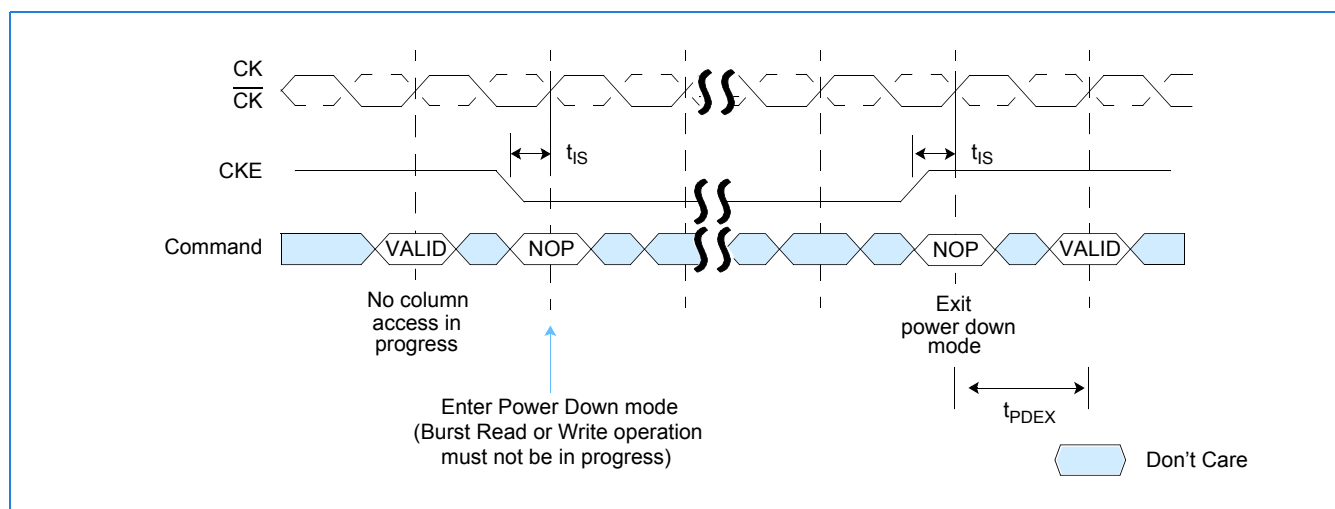 CK
CK
tIS
tIS
CKE
Command
VALID
NOP
NOP
VALID
No column
access in
progress
Exit
power down
mode
Enter Power Down mode
(Burst Read or Write operation
must not be in progress)
tPDEX
Don't Care